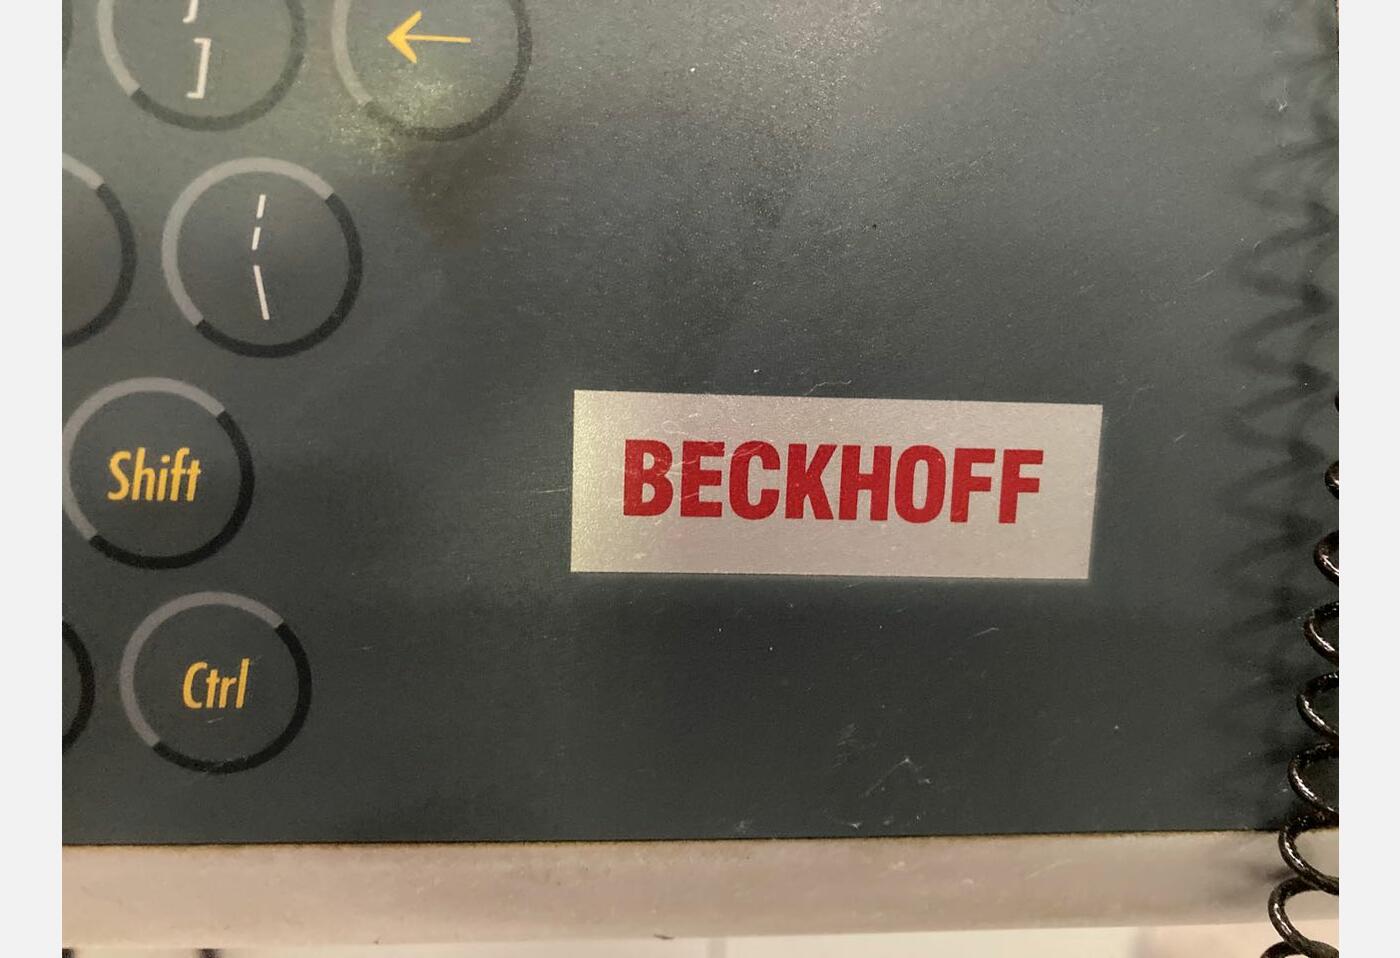 ]
←
¦ \
Shift
BECKHOFF
Ctrl